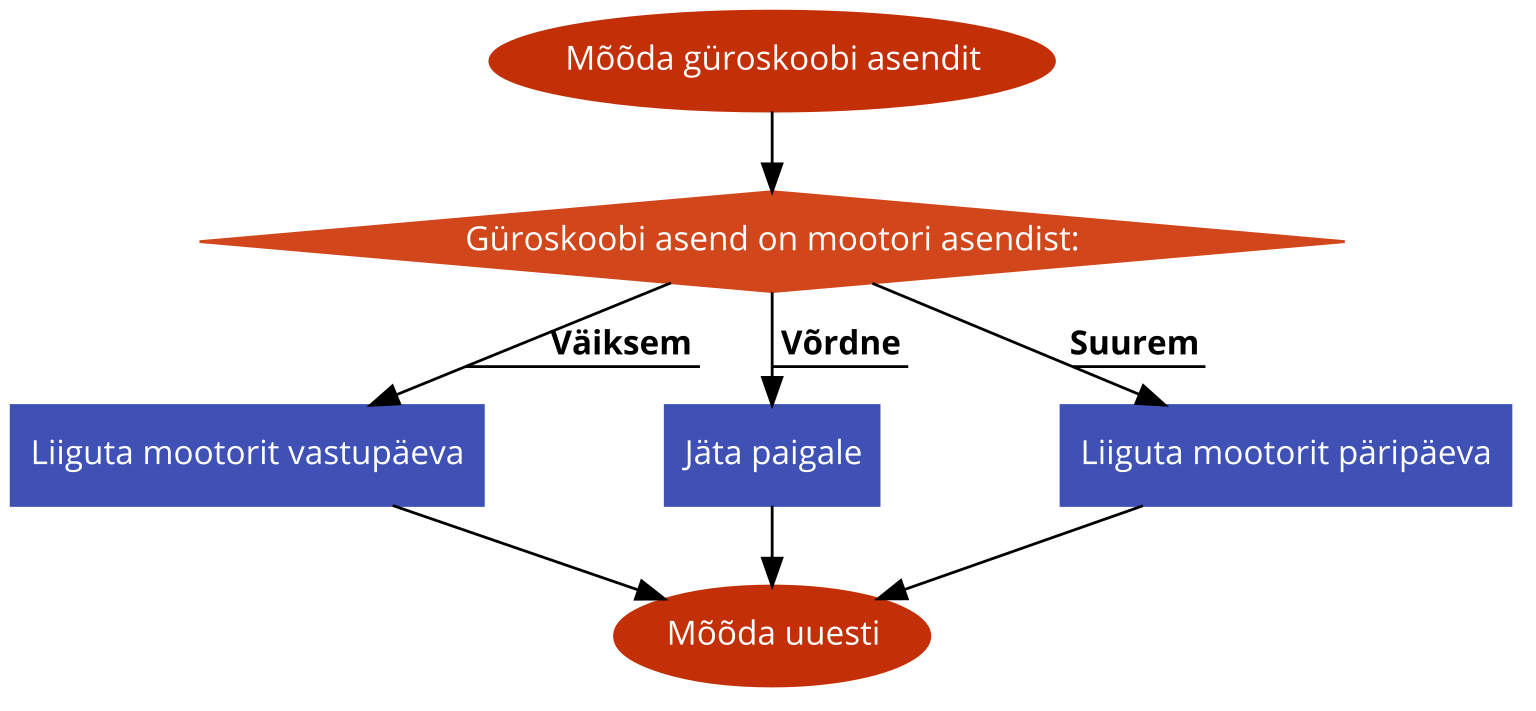 Mõõda güroskoobi asendit
Güroskoobi asend on mootori asendist:
Väiksem
Võrdne
Suurem
Liiguta mootorit vastupäeva
Jäta paigale
Liiguta mootorit päripäeva
Mõõda uuesti